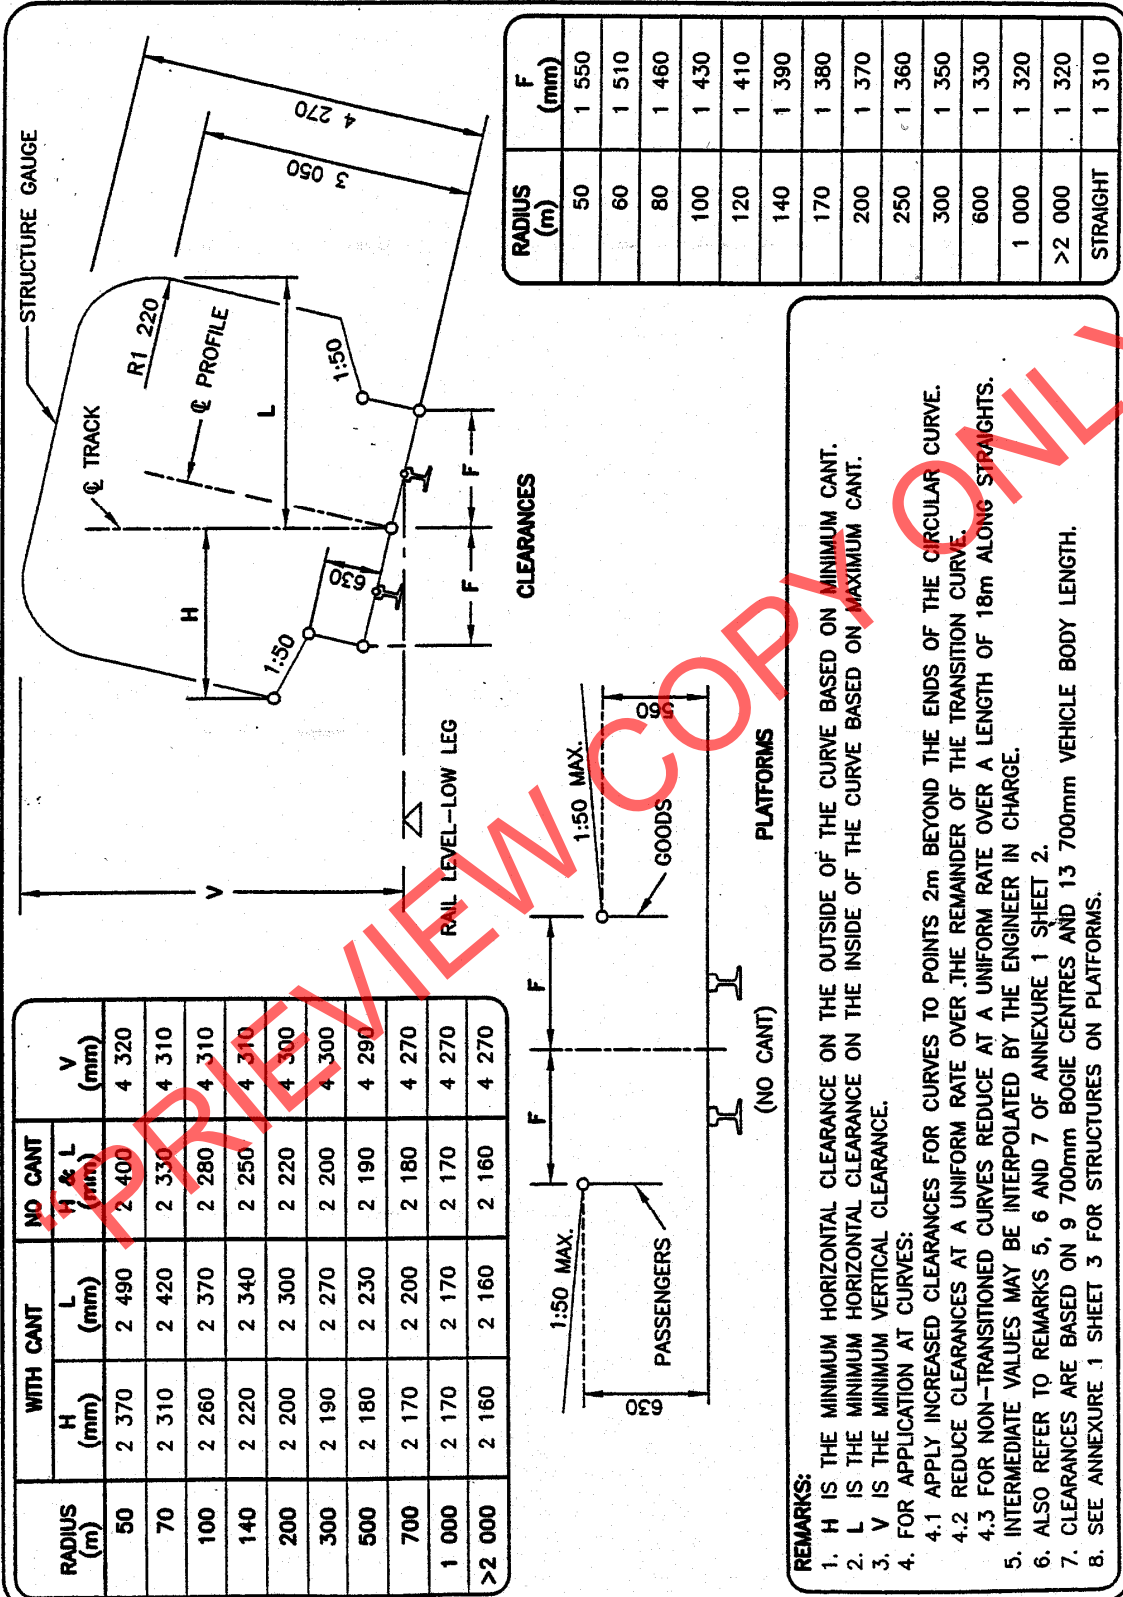 WITH CANT NO CANT
RADIUS (m) H (mm) L (mm) H & L (mm) V (mm)
50 2 370 2 490 2 400 4 320
70 2 310 2 420 2 330 4 310
100 2 260 2 370 2 280 4 310
140 2 220 2 340 2 250 4 310
200 2 200 2 300 2 220 4 300
300 2 190 2 270 2 200 4 300
500 2 180 2 230 2 190 4 290
700 2 170 2 200 2 180 4 270
1 000 2 170 2 170 2 170 4 270
>2 000 2 160 2 160 2 160 4 270
STRUCTURE GAUGE
℄ TRACK
R1 220
℄ PROFILE
4 270
3 050
H
L
V
1:50
1:50
630
F
F
RAIL LEVEL-LOW LEG
CLEARANCES
1:50 MAX.
F
F
1:50 MAX.
630
PASSENGERS
GOODS
560
(NO CANT)
PLATFORMS
RADIUS (m) F (mm)
50 1 550
60 1 510
80 1 460
100 1 430
120 1 410
140 1 390
170 1 380
200 1 370
250 1 360
300 1 350
600 1 330
1 000 1 320
>2 000 1 320
STRAIGHT 1 310
REMARKS:
1. H IS THE MINIMUM HORIZONTAL CLEARANCE ON THE OUTSIDE OF THE CURVE BASED ON MINIMUM CANT.
2. L IS THE MINIMUM HORIZONTAL CLEARANCE ON THE INSIDE OF THE CURVE BASED ON MAXIMUM CANT.
3. V IS THE MINIMUM VERTICAL CLEARANCE.
4. FOR APPLICATION AT CURVES:
4.1 APPLY INCREASED CLEARANCES FOR CURVES TO POINTS 2m BEYOND THE ENDS OF THE CIRCULAR CURVE.
4.2 REDUCE CLEARANCES AT A UNIFORM RATE OVER THE REMAINDER OF THE TRANSITION CURVE.
4.3 FOR NON-TRANSITIONED CURVES REDUCE AT A UNIFORM RATE OVER A LENGTH OF 18m ALONG STRAIGHTS.
5. INTERMEDIATE VALUES MAY BE INTERPOLATED BY THE ENGINEER IN CHARGE.
6. ALSO REFER TO REMARKS 5, 6 AND 7 OF ANNEXURE 1 SHEET 2.
7. CLEARANCES ARE BASED ON 9 700mm BOGIE CENTRES AND 13 700mm VEHICLE BODY LENGTH.
8. SEE ANNEXURE 1 SHEET 3 FOR STRUCTURES ON PLATFORMS.
"PREVIEW COPY ONLY